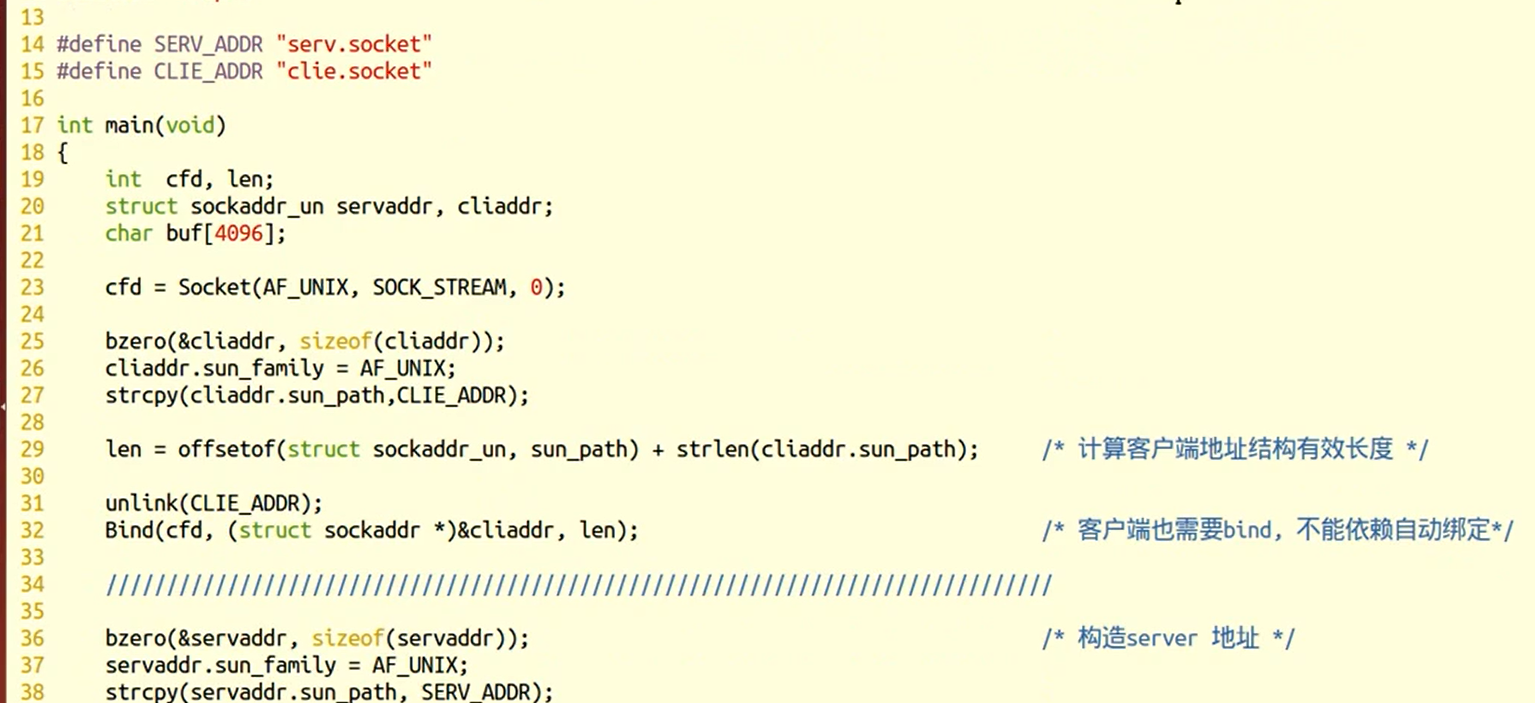 13
14 #define SERV_ADDR "serv.socket"
15 #define CLIE_ADDR "clie.socket"
16
17 int main(void)
18 {
19     int  cfd, len;
20     struct sockaddr_un servaddr, cliaddr;
21     char buf[4096];
22
23     cfd = Socket(AF_UNIX, SOCK_STREAM, 0);
24
25     bzero(&cliaddr, sizeof(cliaddr));
26     cliaddr.sun_family = AF_UNIX;
27     strcpy(cliaddr.sun_path,CLIE_ADDR);
28
29     len = offsetof(struct sockaddr_un, sun_path) + strlen(cliaddr.sun_path);     /* 计算客户端地址结构有效长度 */
30
31     unlink(CLIE_ADDR);
32     Bind(cfd, (struct sockaddr *)&cliaddr, len);     /* 客户端也需要bind, 不能依赖自动绑定*/
33
34     //////////////////////////////////////////////////////////////////////////////
35
36     bzero(&servaddr, sizeof(servaddr));     /* 构造server 地址 */
37     servaddr.sun_family = AF_UNIX;
38     strcpy(servaddr.sun_path, SERV_ADDR);